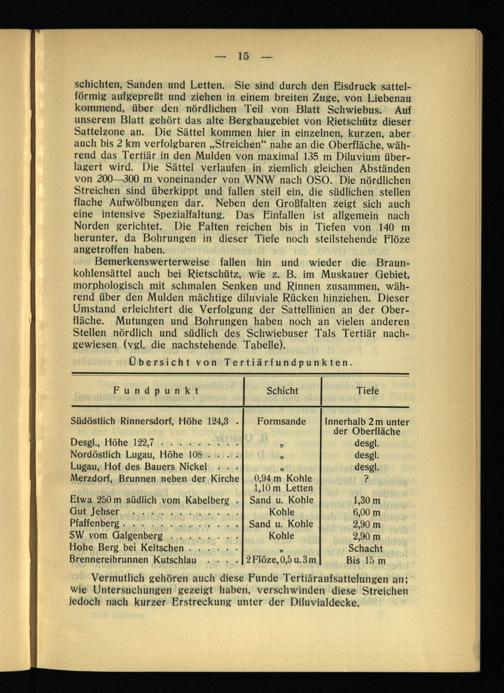 — 15 —
schichten, Sanden und Letten. Sie sind durch den Eisdruck sattel-
förmig aufgepreßt und ziehen in einem breiten Zuge, von Liebenau
kommend, über den nördlichen Teil von Blatt Schwiebus. Auf
unserem Blatt gehört das alte Bergbaugebiet von Rietschütz dieser
Sattelzone an. Die Sättel kommen hier in einzelnen, kurzen, aber
auch bis 2 km verfolgbaren „Streichen" nahe an die Oberfläche, wäh-
rend das Tertiär in den Mulden von maximal 135 m Diluvium über-
lagert wird. Die Sättel verlaufen in ziemlich gleichen Abständen
von 200—300 m voneinander von WNW nach OSO. Die nördlichen
Streichen sind überkippt und fallen steil ein, die südlichen stellen
flache Aufwölbungen dar. Neben den Großfalten zeigt sich auch
eine intensive Spezialfaltung. Das Einfallen ist allgemein nach
Norden gerichtet. Die Falten reichen bis in Tiefen von 140 m
herunter, da Bohrungen in dieser Tiefe noch steilstehende Flöze
angetroffen haben.
Bemerkenswerterweise fallen hin und wieder die Braun-
kohlensättel auch bei Rietschütz, wie z. B. im Muskauer Gebiet,
morphologisch mit schmalen Senken und Rinnen zusammen, wäh-
rend über den Mulden mächtige diluviale Rücken hinziehen. Dieser
Umstand erleichtert die Verfolgung der Sattellinien an der Ober-
fläche. Mutungen und Bohrungen haben noch an vielen anderen
Stellen nördlich und südlich des Schwiebuser Tals Tertiär nach-
gewiesen (vgl. die nachstehende Tabelle).
Übersicht von Tertiärfundpunkten.
Fundpunkt Schicht Tiefe
Südöstlich Rinnersdorf, Höhe 124,3 . Formsande Innerhalb 2 m unter
der Oberfläche
Desgl., Höhe 122,7 . . . . . . . . „ desgl.
Nordöstlich Lugau, Höhe 108 . . . . „ desgl.
Lugau, Hof des Bauers Nickel . . . „ desgl.
Merzdorf, Brunnen neben der Kirche 0,94 m Kohle ?
1,10 m Letten
Etwa 250 m südlich vom Kabelberg . Sand u. Kohle 1,30 m
Gut Jehser . . . . . . . . . . . Kohle 6,00 m
Pfaffenberg . . . . . . . . . . . Sand u. Kohle 2,90 m
SW vom Galgenberg . . . . . . . Kohle 2,90 m
Hohe Berg bei Keltschen . . . . . . „ Schacht
Brennereibrunnen Kutschlau . . . . . 2 Flöze, 0,5 u. 3 m Bis 15 m
Vermutlich gehören auch diese Funde Tertiäraufsattelungen an;
wie Untersuchungen gezeigt haben, verschwinden diese Streichen
jedoch nach kurzer Erstreckung unter der Diluvialdecke.